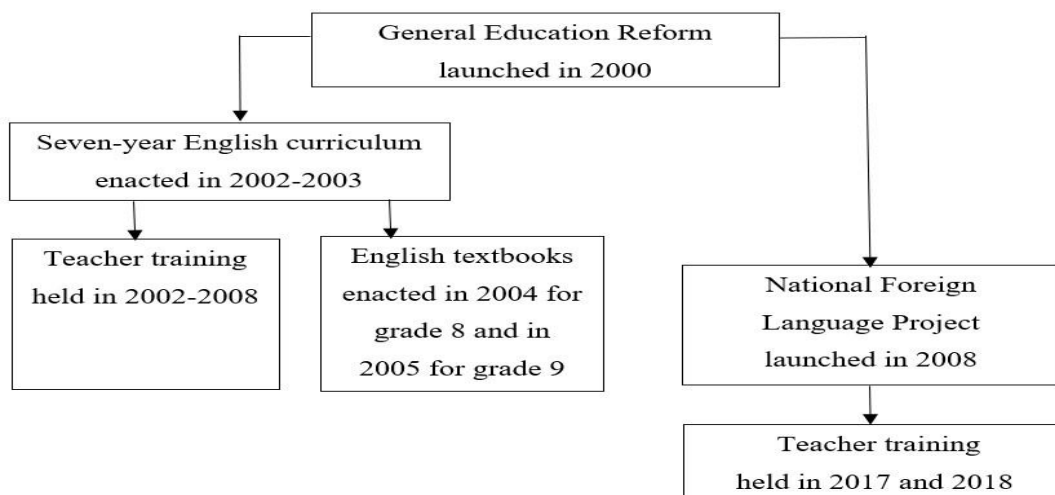 General Education Reform
launched in 2000
Seven-year English curriculum
enacted in 2002-2003
Teacher training
held in 2002-2008
English textbooks
enacted in 2004 for
grade 8 and in
2005 for grade 9
National Foreign
Language Project
launched in 2008
Teacher training
held in 2017 and 2018